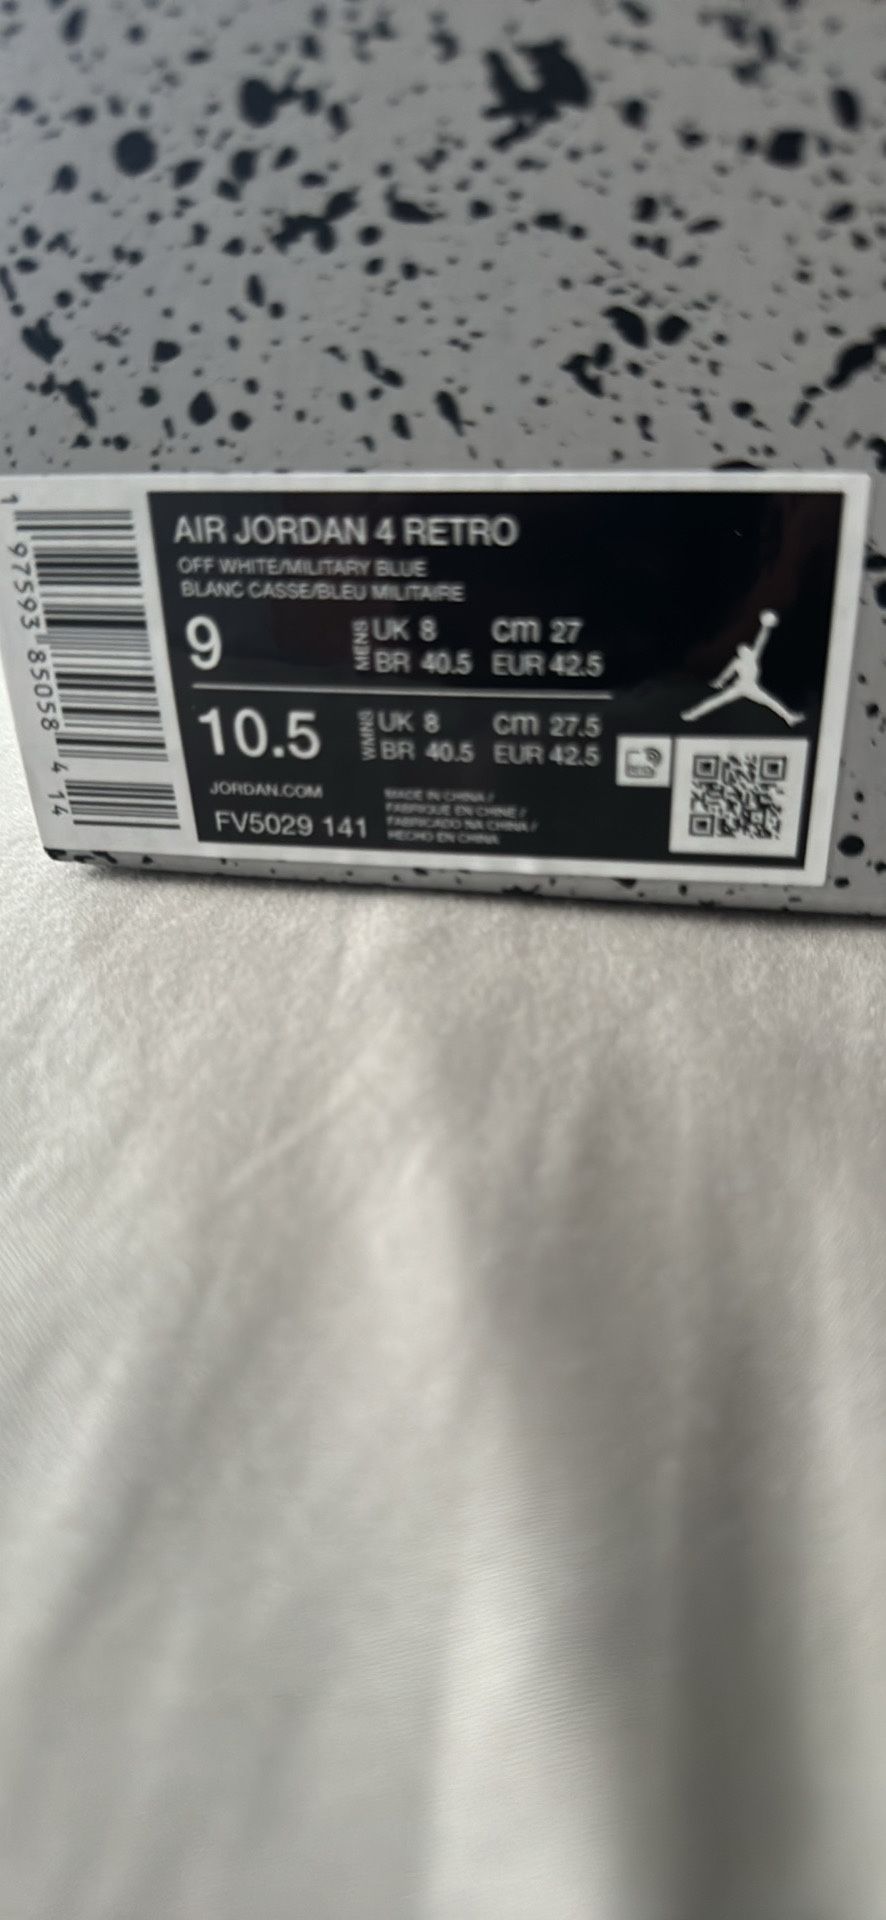 AIR JORDAN 4 RETRO
OFF WHITE/MILITARY BLUE
BLANC CASSE/BLEU MILITAIRE
9 MENS UK 8 cm 27
BR 40.5 EUR 42.5
10.5 WMNS UK 8 cm 27.5
BR 40.5 EUR 42.5
JORDAN.COM
FV5029 141
MADE IN CHINA /
FABRIQUE EN CHINE /
FABRICADO NA CHINA /
HECHO EN CHINA
1 97593 85058 4 14